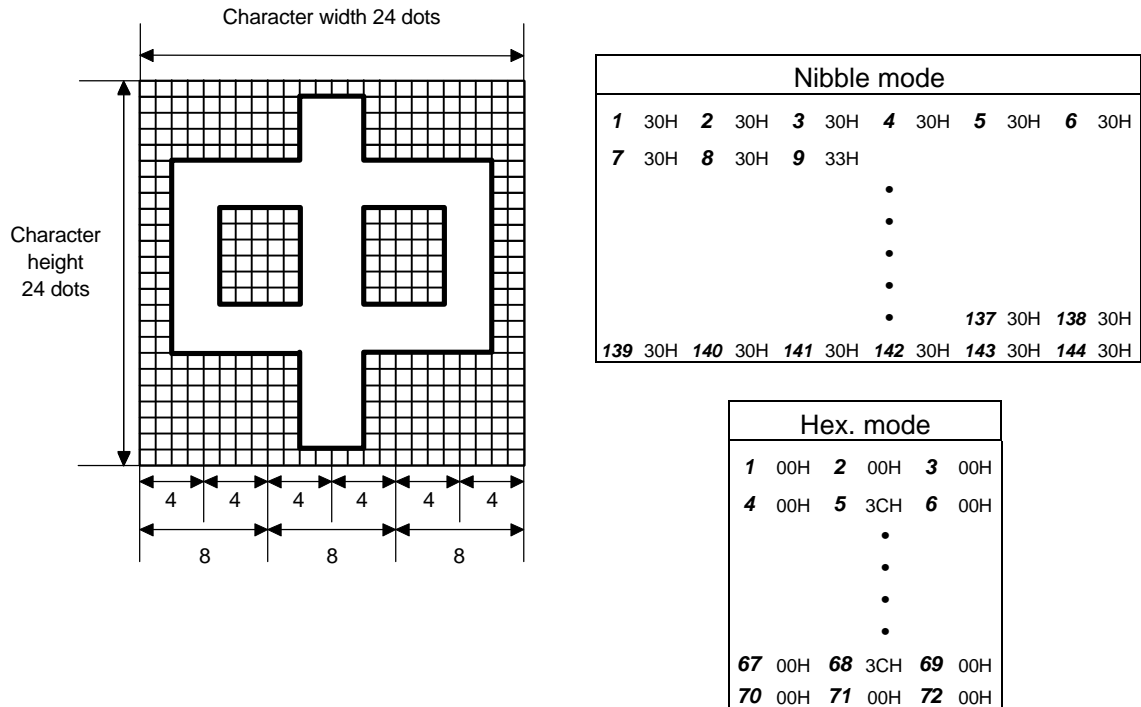 Character width 24 dots
Character
height
24 dots
4 4 4 4 4 4
8 8 8
Nibble mode
1 30H 2 30H 3 30H 4 30H 5 30H 6 30H
7 30H 8 30H 9 33H
137 30H 138 30H
139 30H 140 30H 141 30H 142 30H 143 30H 144 30H
Hex. mode
1 00H 2 00H 3 00H
4 00H 5 3CH 6 00H
67 00H 68 3CH 69 00H
70 00H 71 00H 72 00H